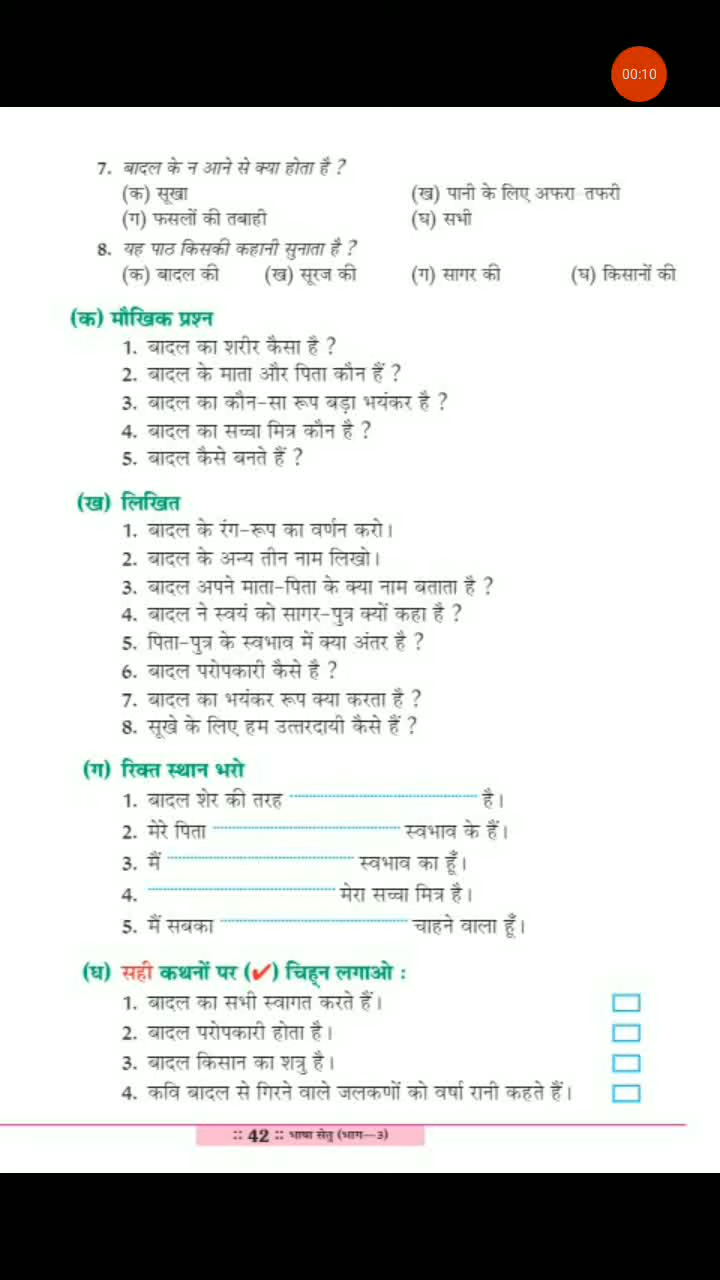 00:10
7. बादल के न आने से क्या होता है ?
(क) सूखा (ख) पानी के लिए अफरा-तफरी
(ग) फसलों की तबाही (घ) सभी
8. यह पाठ किसकी कहानी सुनाता है ?
(क) बादल की (ख) सूरज की (ग) सागर की (घ) किसानों की
(क) मौखिक प्रश्न
1. बादल का शरीर कैसा है ?
2. बादल के माता और पिता कौन हैं ?
3. बादल का कौन-सा रूप बड़ा भयंकर है ?
4. बादल का सच्चा मित्र कौन है ?
5. बादल कैसे बनते हैं ?
(ख) लिखित
1. बादल के रंग-रूप का वर्णन करो।
2. बादल के अन्य तीन नाम लिखो।
3. बादल अपने माता-पिता के क्या नाम बताता है ?
4. बादल ने स्वयं को सागर-पुत्र क्यों कहा है ?
5. पिता-पुत्र के स्वभाव में क्या अंतर है ?
6. बादल परोपकारी कैसे है ?
7. बादल का भयंकर रूप क्या करता है ?
8. सूखे के लिए हम उत्तरदायी कैसे हैं ?
(ग) रिक्त स्थान भरो
1. बादल शेर की तरह ........ है।
2. मेरे पिता ........ स्वभाव के हैं।
3. मैं ........ स्वभाव का हूँ।
4. ........ मेरा सच्चा मित्र है।
5. मैं सबका ........ चाहने वाला हूँ।
(घ) सही कथनों पर (✓) चिह्न लगाओ :
1. बादल का सभी स्वागत करते हैं।
2. बादल परोपकारी होता है।
3. बादल किसान का शत्रु है।
4. कवि बादल से गिरने वाले जलकणों को वर्षा रानी कहते हैं।
:: 42 :: भाषा सेतु (भाग—3)